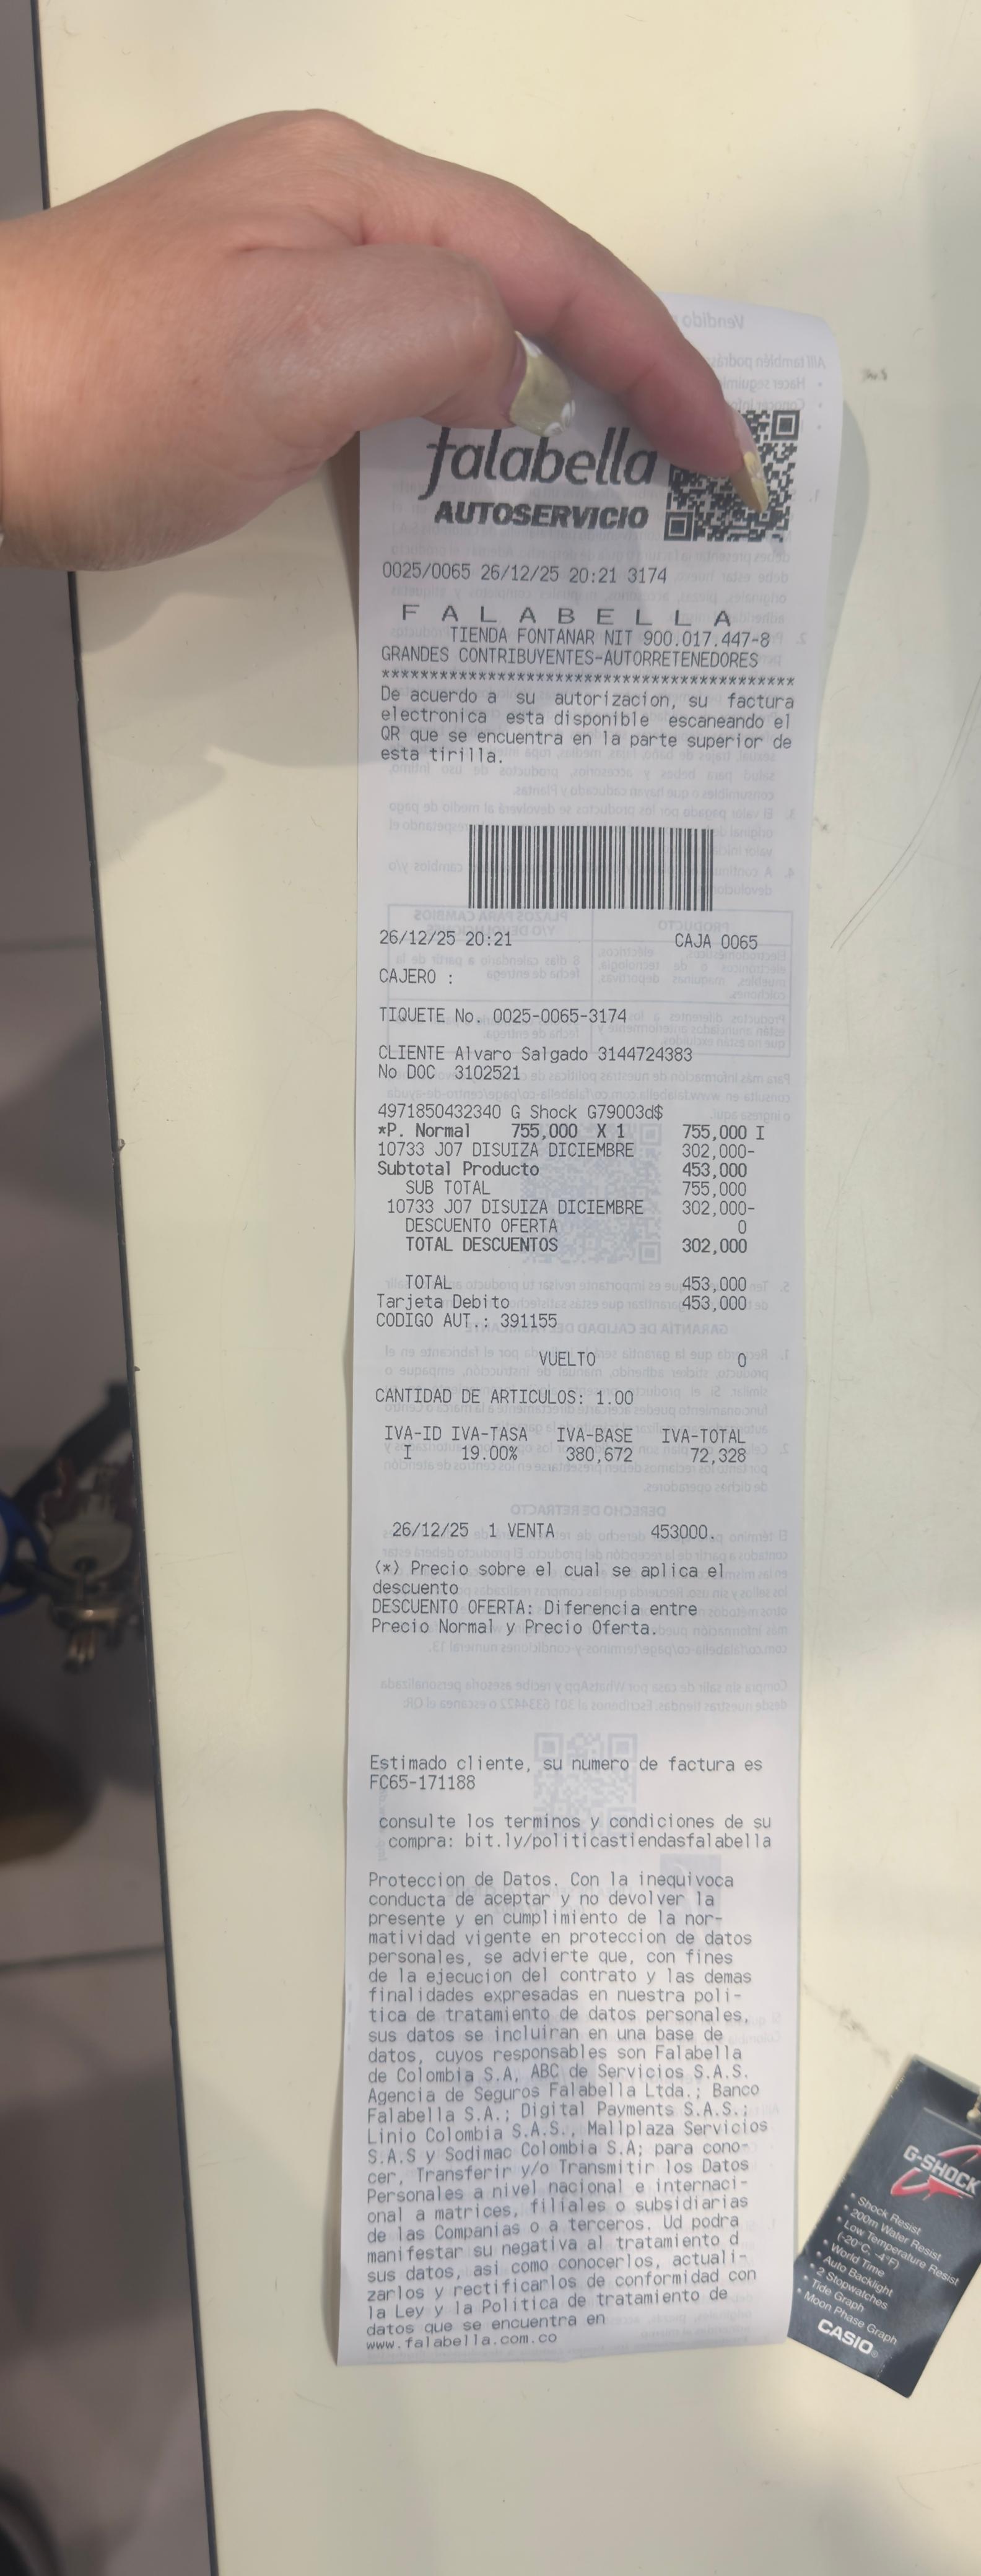 falabella
AUTOSERVICIO
0025/0065 26/12/25 20:21 3174
F A L A B E L L A
TIENDA FONTANAR NIT 900.017.447-8
GRANDES CONTRIBUYENTES-AUTORRETENEDORES
*******************************************
De acuerdo a su autorizacion, su factura
electronica esta disponible escaneando el
QR que se encuentra en la parte superior de
esta tirilla.
26/12/25 20:21 CAJA 0065
CAJERO :
TIQUETE No. 0025-0065-3174
CLIENTE Alvaro Salgado 3144724383
No DOC 3102521
4971850432340 G Shock G79003d$
*P. Normal 755,000 X 1 755,000 I
10733 J07 DISUIZA DICIEMBRE 302,000-
Subtotal Producto 453,000
SUB TOTAL 755,000
10733 J07 DISUIZA DICIEMBRE 302,000-
DESCUENTO OFERTA 0
TOTAL DESCUENTOS 302,000
TOTAL 453,000
Tarjeta Debito 453,000
CODIGO AUT.: 391155
VUELTO 0
CANTIDAD DE ARTICULOS: 1.00
IVA-ID IVA-TASA IVA-BASE IVA-TOTAL
I 19.00% 380,672 72,328
26/12/25 1 VENTA 453000.
(*) Precio sobre el cual se aplica el
descuento
DESCUENTO OFERTA: Diferencia entre
Precio Normal y Precio Oferta.
Estimado cliente, su numero de factura es
FC65-171188
consulte los terminos y condiciones de su
compra: bit.ly/politicastiendasfalabella
Proteccion de Datos. Con la inequivoca
conducta de aceptar y no devolver la
presente y en cumplimiento de la nor-
matividad vigente en proteccion de datos
personales, se advierte que, con fines
de la ejecucion del contrato y las demas
finalidades expresadas en nuestra poli-
tica de tratamiento de datos personales,
sus datos se incluiran en una base de
datos, cuyos responsables son Falabella
de Colombia S.A, ABC de Servicios S.A.S.
Agencia de Seguros Falabella Ltda.; Banco
Falabella S.A.; Digital Payments S.A.S.;
Linio Colombia S.A.S., Mallplaza Servicios
S.A.S y Sodimac Colombia S.A; para cono-
cer, Transferir y/o Transmitir los Datos
Personales a nivel nacional e internaci-
onal a matrices, filiales o subsidiarias
de las Companias o a terceros. Ud podra
manifestar su negativa al tratamiento d
sus datos, asi como conocerlos, actuali-
zarlos y rectificarlos de conformidad con
la Ley y la Politica de tratamiento de
datos que se encuentra en
www.falabella.com.co
G-SHOCK
• Shock Resist
• 200m Water Resist
• Low Temperature Resist
(-20°C, -4°F)
• World Time
• Auto Backlight
• 2 Stopwatches
• Tide Graph
• Moon Phase Graph
CASIO